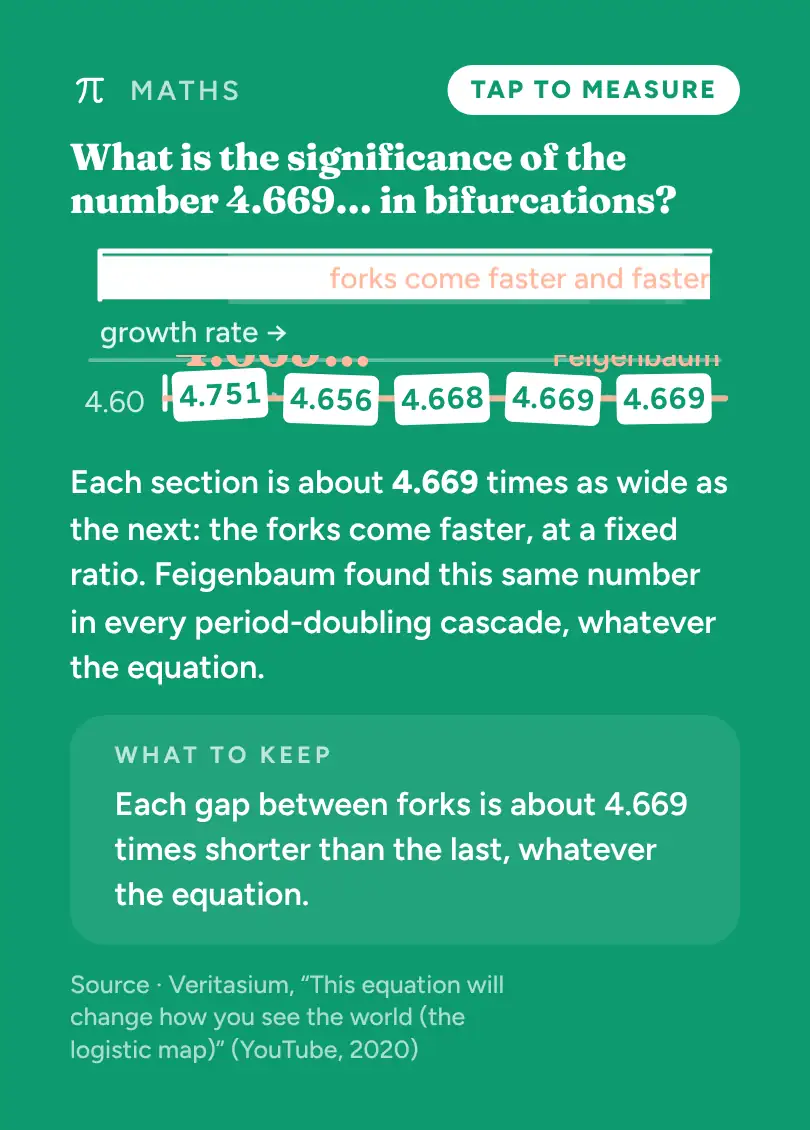 π MATHS
TAP TO MEASURE
What is the significance of the
number 4.669... in bifurcations?
forks come faster and faster
growth rate →
4.669... Feigenbaum
4.60 4.751 4.656 4.668 4.669 4.669
Each section is about 4.669 times as wide as
the next: the forks come faster, at a fixed
ratio. Feigenbaum found this same number
in every period-doubling cascade, whatever
the equation.
WHAT TO KEEP
Each gap between forks is about 4.669
times shorter than the last, whatever
the equation.
Source · Veritasium, “This equation will
change how you see the world (the
logistic map)” (YouTube, 2020)